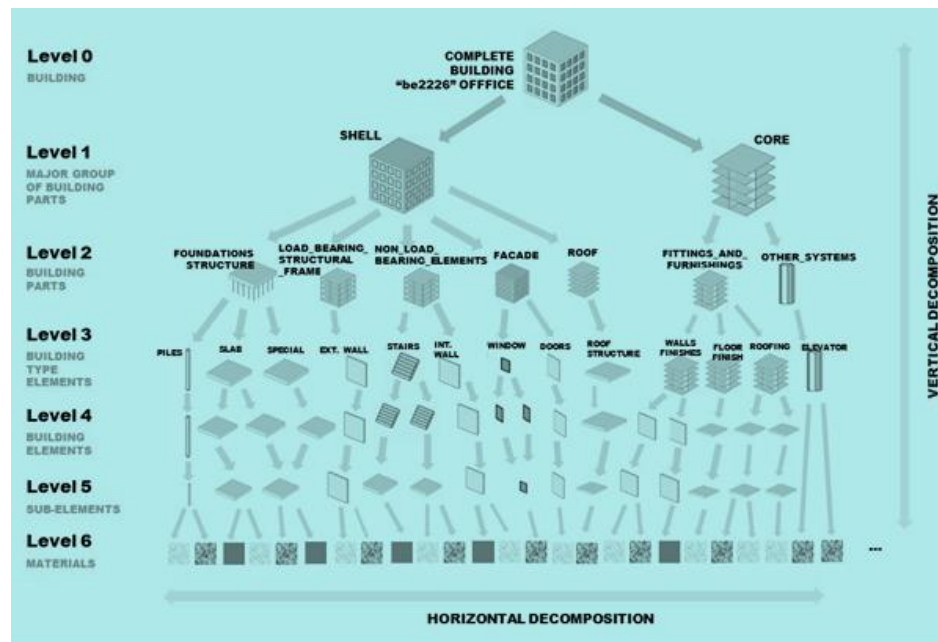 Level 0
BUILDING
COMPLETE
BUILDING
“be2226” OFFFICE
Level 1
MAJOR GROUP
OF BUILDING
PARTS
SHELL
CORE
Level 2
BUILDING
PARTS
FOUNDATIONS
STRUCTURE
LOAD_BEARING_
STRUCTURAL
_FRAME
NON_LOAD_
BEARING_ELEMENTS
FACADE
ROOF
FITTINGS_AND_
FURNISHINGS
OTHER_SYSTEMS
Level 3
BUILDING
TYPE
ELEMENTS
PILES
SLAB
SPECIAL
EXT. WALL
STAIRS
INT.
WALL
WINDOW
DOORS
ROOF
STRUCTURE
WALLS
FINISHES
FLOOR
FINISH
ROOFING
ELEVATOR
Level 4
BUILDING
ELEMENTS
Level 5
SUB-ELEMENTS
Level 6
MATERIALS
...
HORIZONTAL DECOMPOSITION
VERTICAL DECOMPOSITION